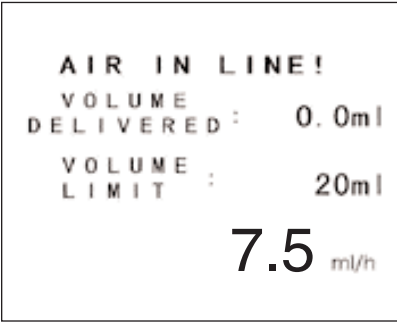 AIR IN LINE!
VOLUME
DELIVERED: 0.0ml
VOLUME
LIMIT : 20ml
7.5 ml/h